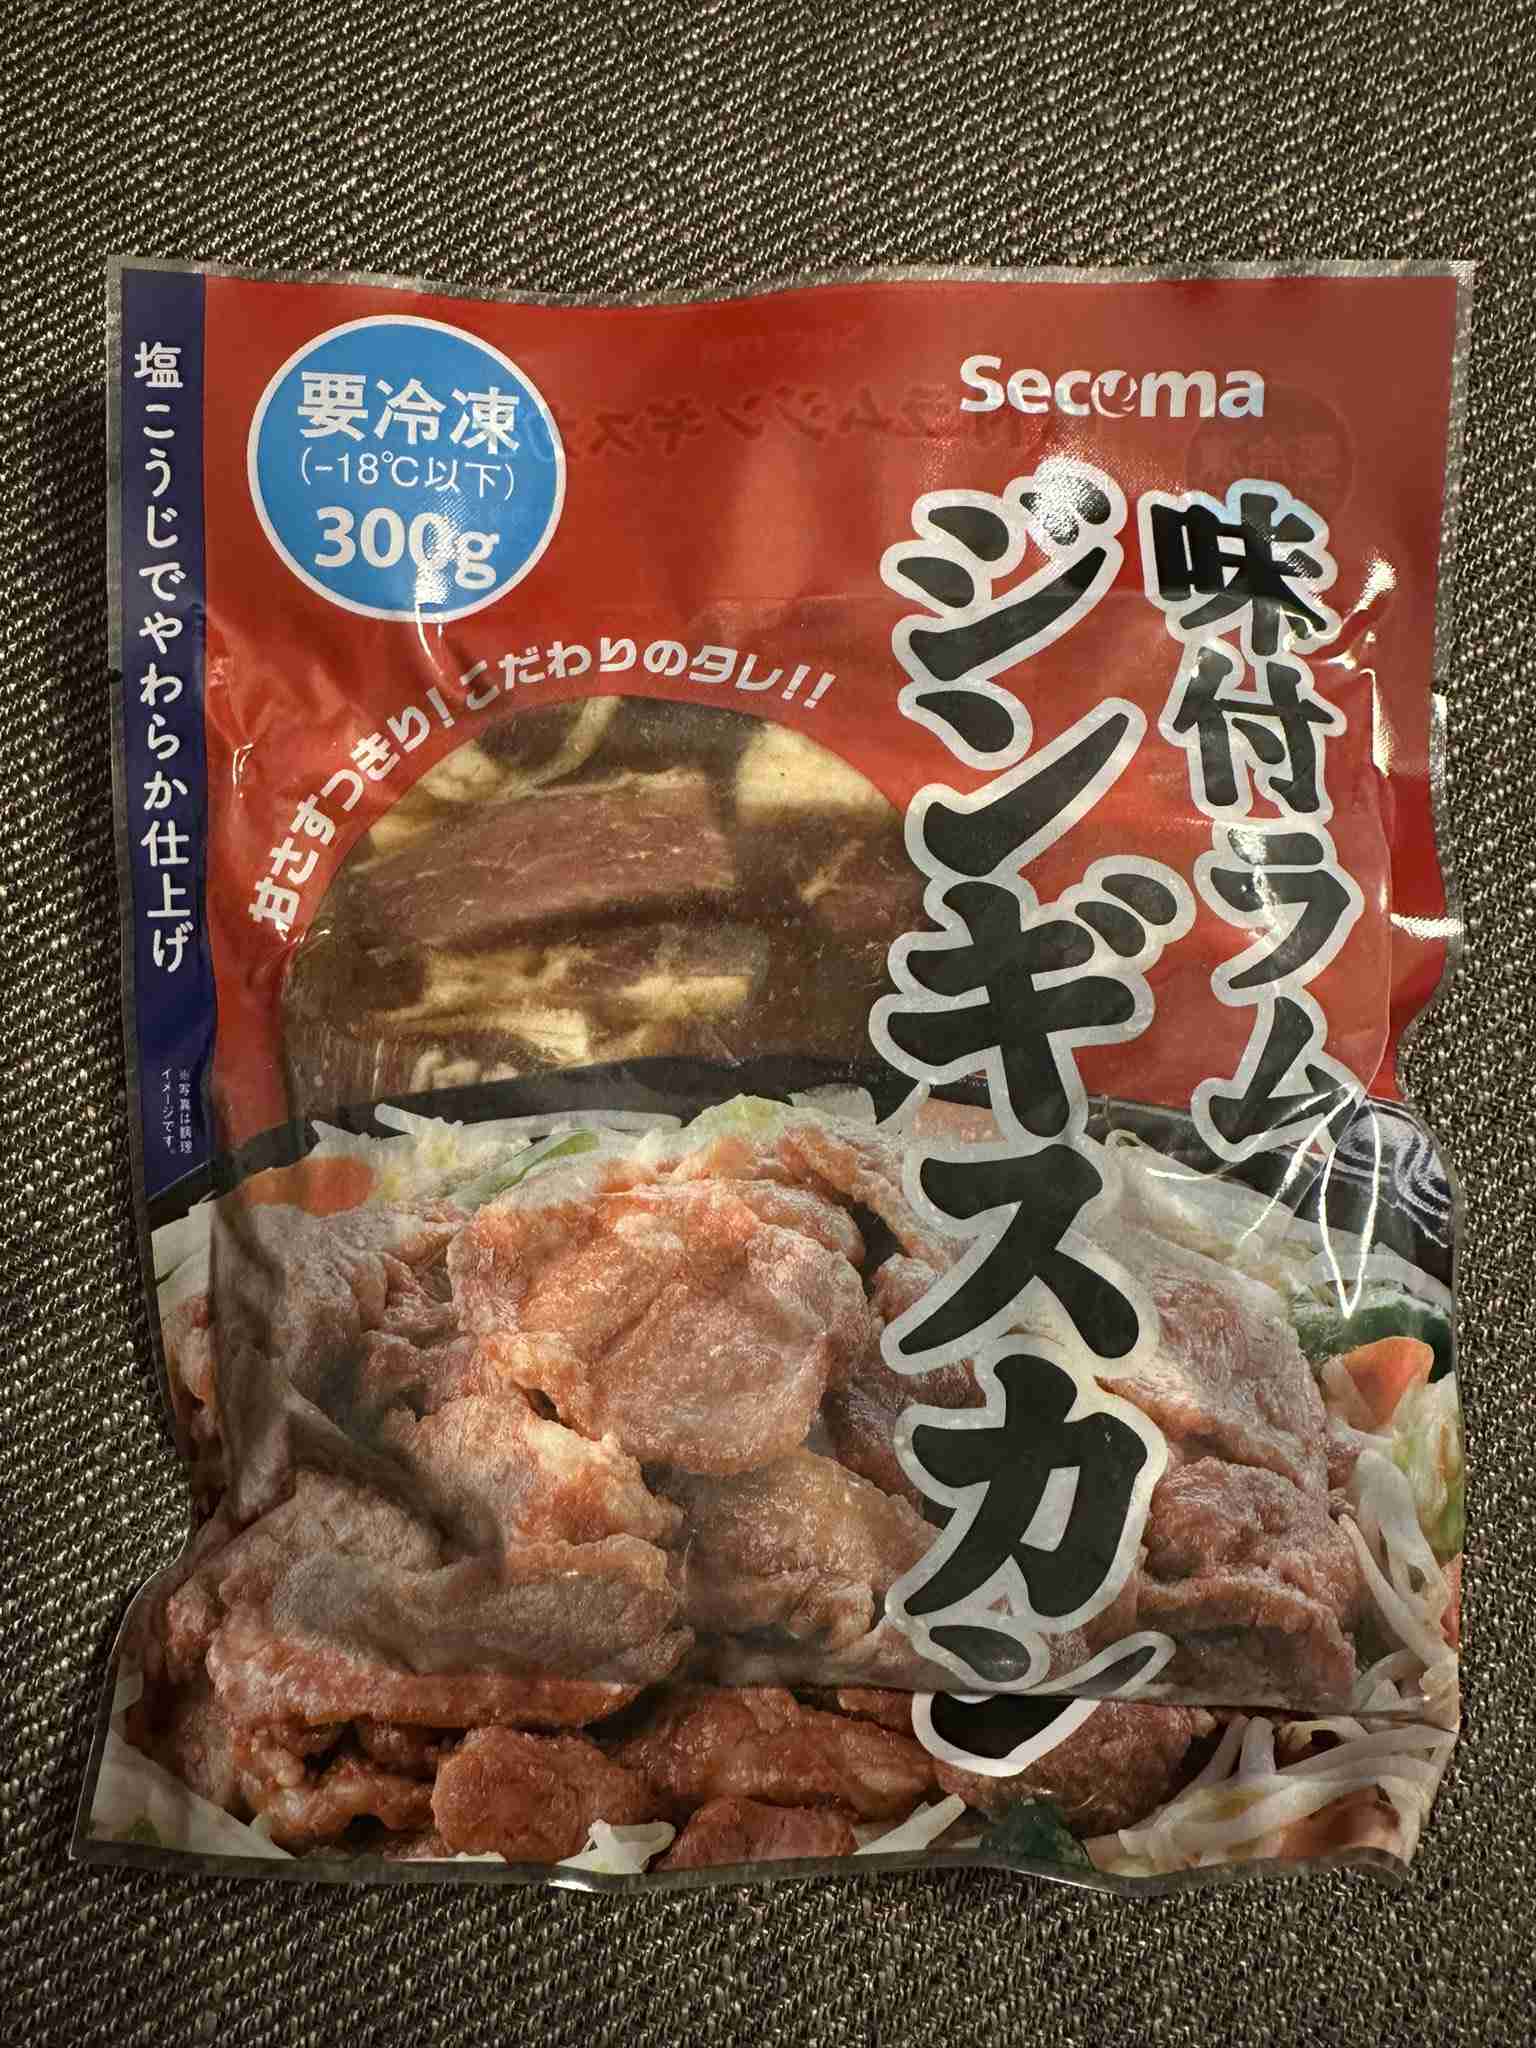 Secoma
味付ラム
ジンギスカン
要冷凍
(-18℃以下)
300g
甘さすっきり！こだわりのタレ!!
塩こうじでやわらか仕上げ
※写真は調理
イメージです。